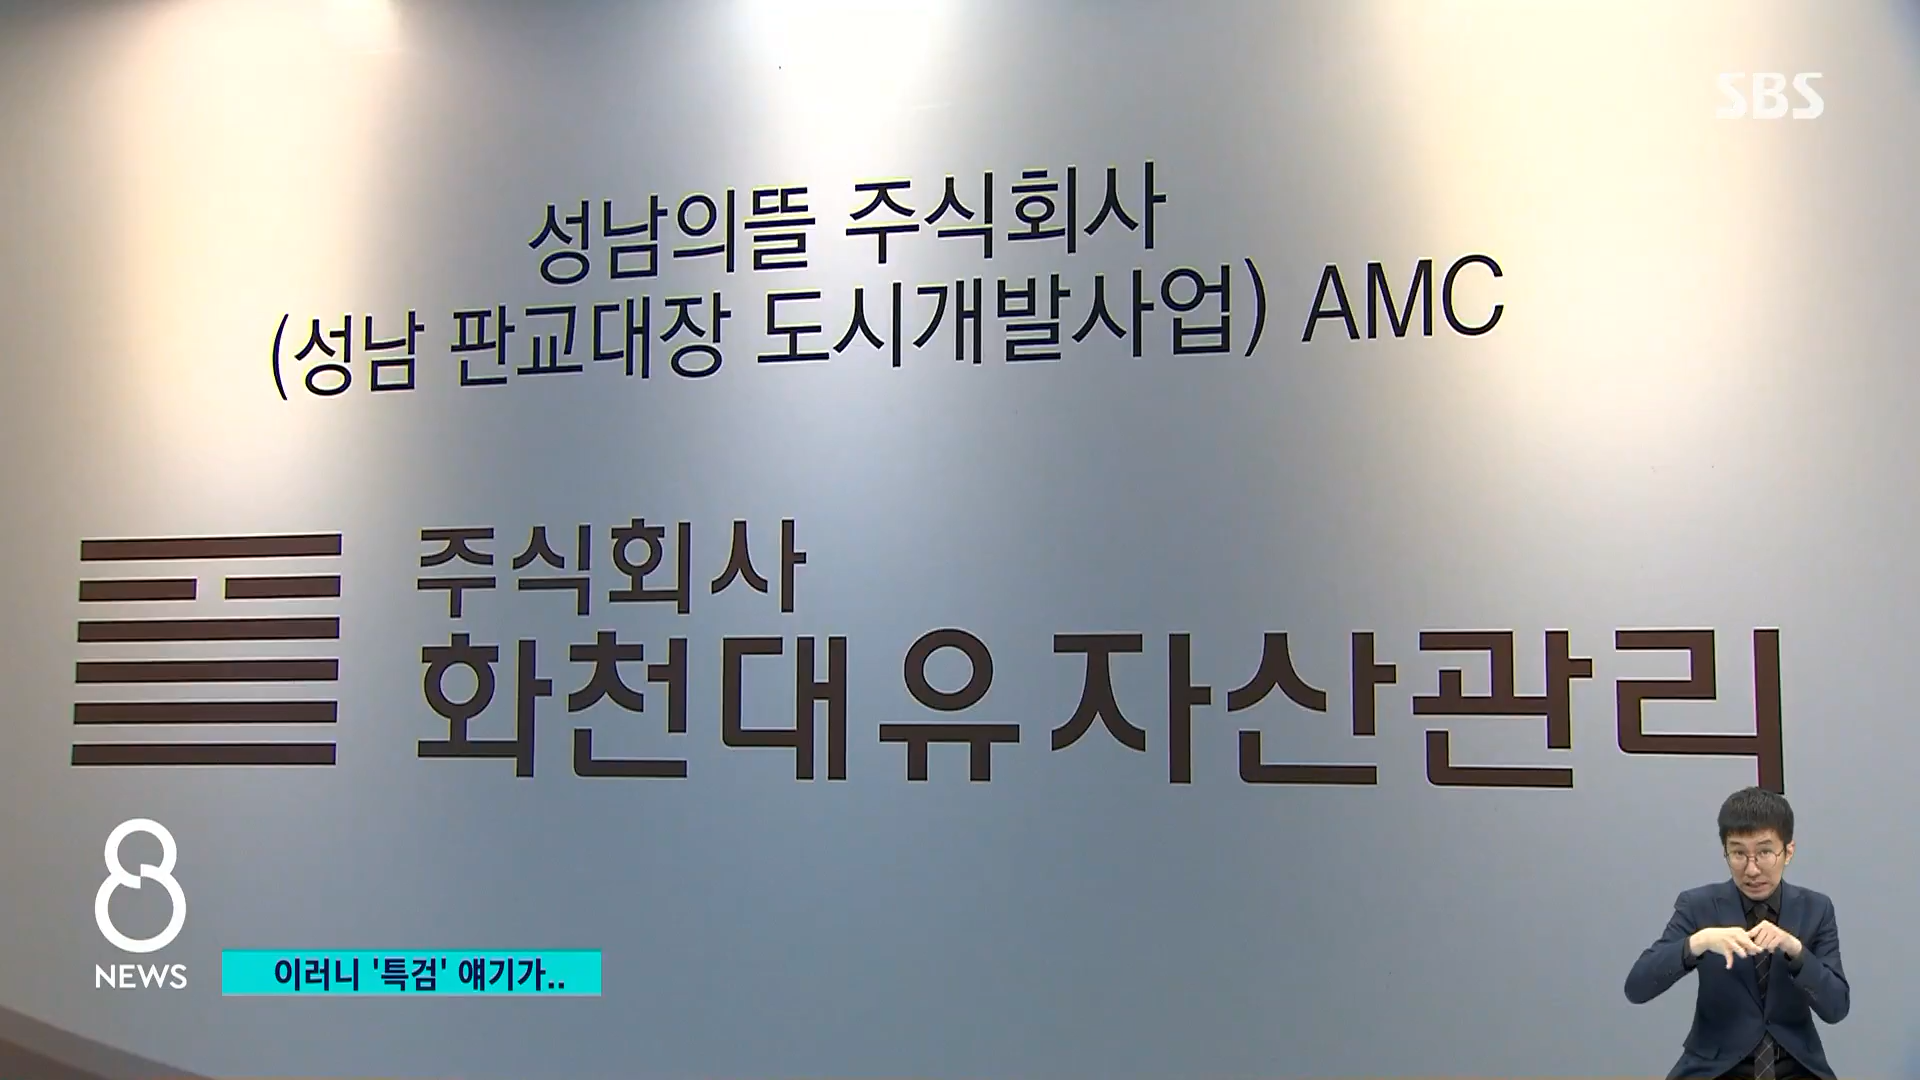 SBS
성남의뜰 주식회사
(성남 판교대장 도시개발사업) AMC
주식회사
화천대유자산관리
8
NEWS
이러니 '특검' 얘기가..